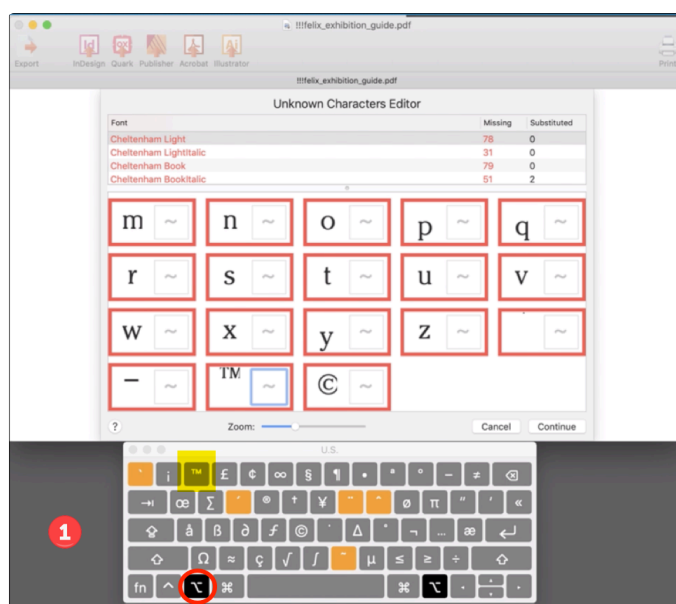 !!!felix_exhibition_guide.pdf
Export InDesign Quark Publisher Acrobat Illustrator Print
!!!felix_exhibition_guide.pdf
Unknown Characters Editor
Font Missing Substituted
Cheltenham Light 78 0
Cheltenham LightItalic 31 0
Cheltenham Book 79 0
Cheltenham BookItalic 51 2
m ~ n ~ o ~ p ~ q ~
r ~ s ~ t ~ u ~ v ~
w ~ x ~ y ~ z ~ ~
– ~ ™ ~ © ~
? Zoom: Cancel Continue
U.S.
` ¡ ™ £ ¢ ∞ § ¶ • ª º – ≠
œ ∑ ´ ® † ¥ ¨ ˆ ø π “ ‘ «
1 å ß ∂ ƒ © ˙ ∆ ˚ ¬ … æ
Ω ≈ ç √ ∫ ˜ µ ≤ ≥ ÷
fn ^ ⌥ ⌘ ⌘ ⌥